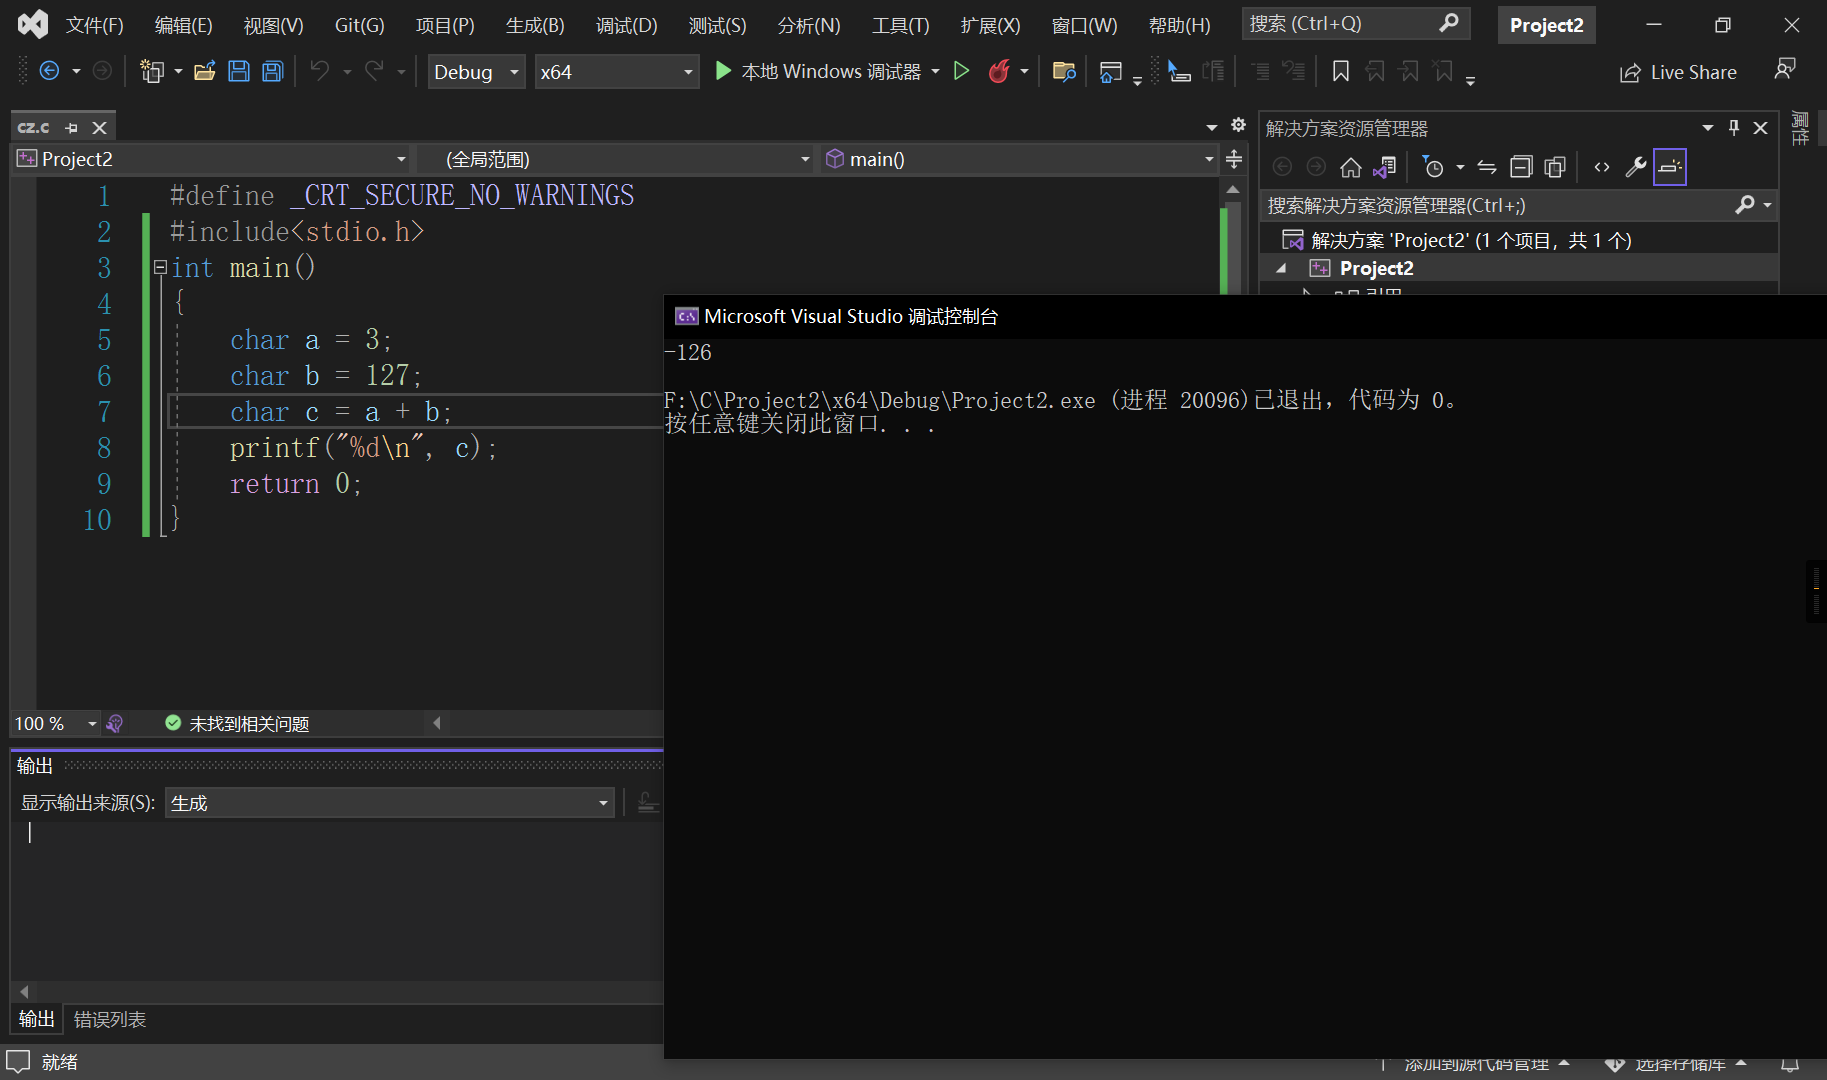 文件(F) 编辑(E) 视图(V) Git(G) 项目(P) 生成(B) 调试(D) 测试(S) 分析(N) 工具(T) 扩展(X) 窗口(W) 帮助(H) 搜索 (Ctrl+Q) Project2
Debug x64 本地 Windows 调试器 Live Share
cz.c
Project2 (全局范围) main()
1 #define _CRT_SECURE_NO_WARNINGS
2 #include<stdio.h>
3 int main()
4 {
5 char a = 3;
6 char b = 127;
7 char c = a + b;
8 printf("%d\n", c);
9 return 0;
10 }
100 % 未找到相关问题
输出
显示输出来源(S): 生成
输出 错误列表
就绪
解决方案资源管理器
搜索解决方案资源管理器(Ctrl+;)
解决方案 'Project2' (1 个项目，共 1 个)
Project2
引用
属性
Microsoft Visual Studio 调试控制台
-126
F:\C\Project2\x64\Debug\Project2.exe (进程 20096)已退出，代码为 0。
按任意键关闭此窗口. . .
添加到源代码管理 选择存储库